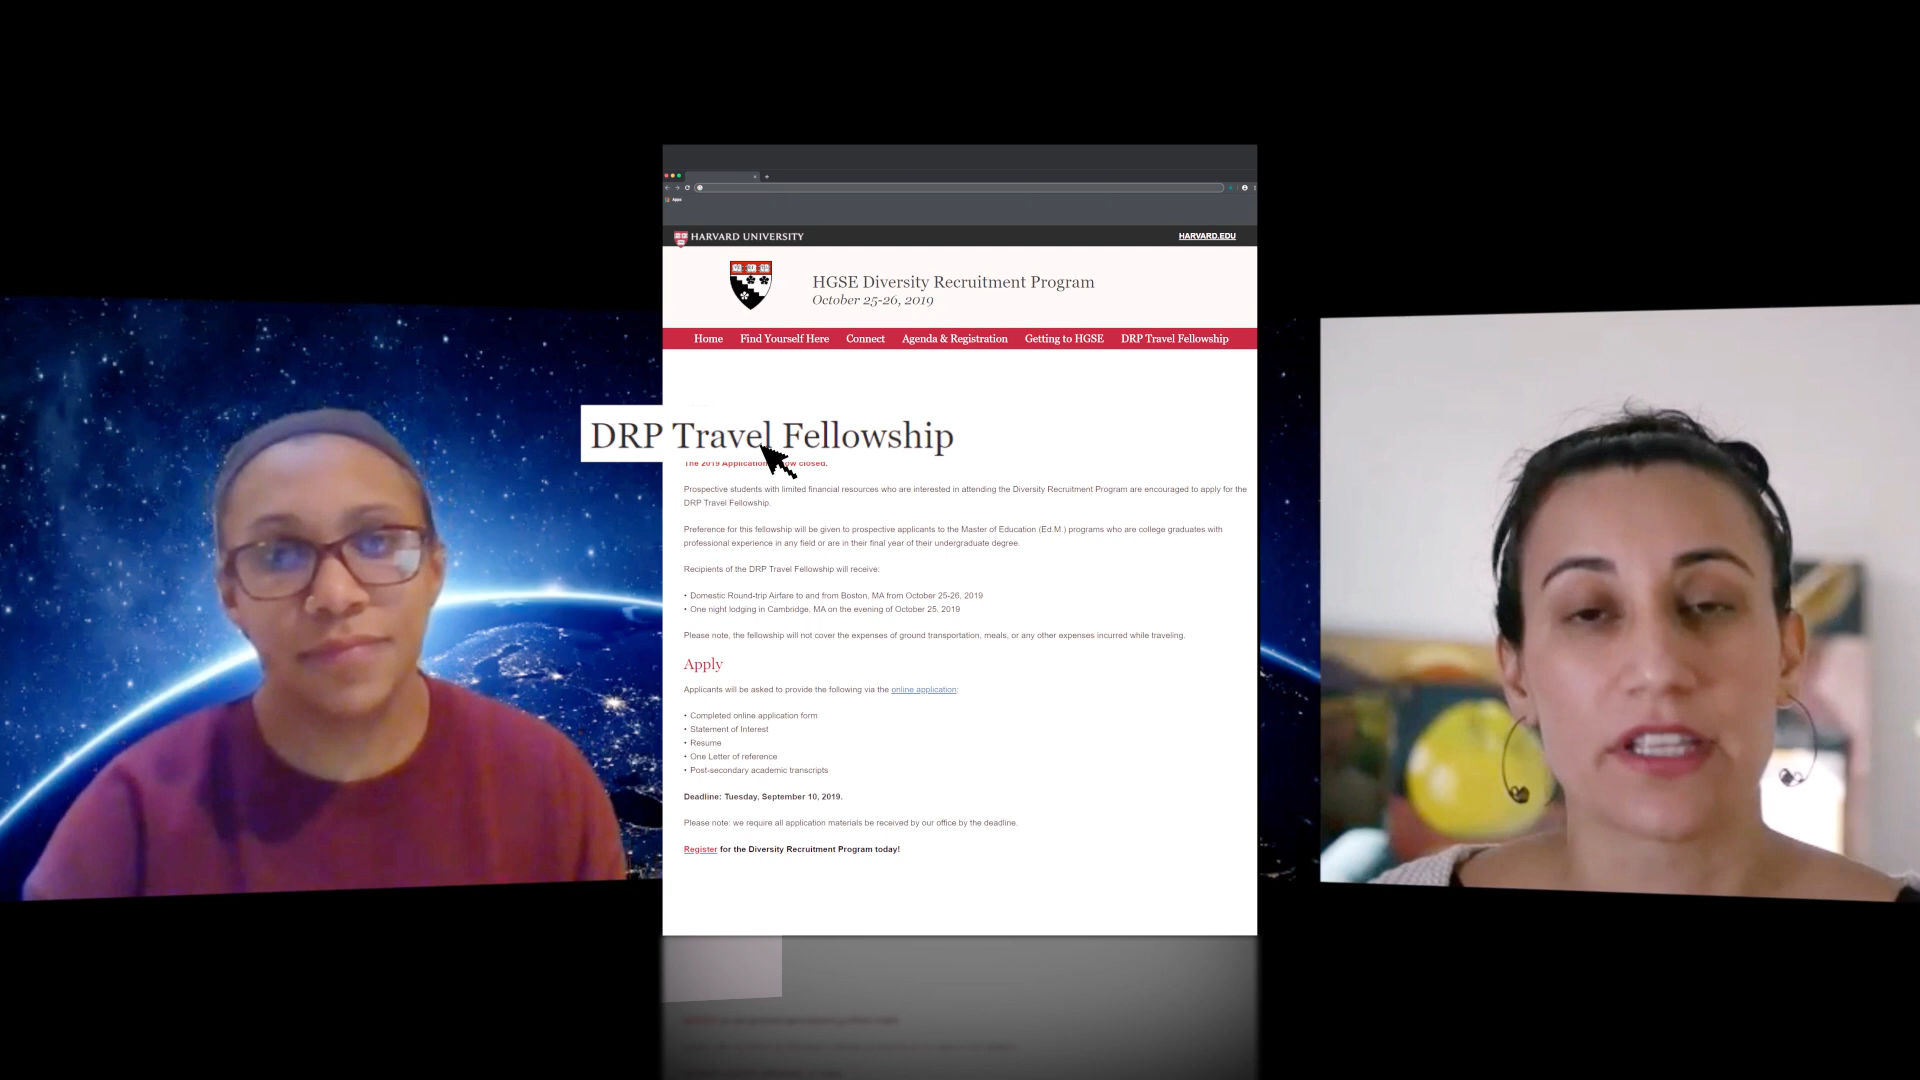 Apps
HARVARD UNIVERSITY
HARVARD.EDU
HGSE Diversity Recruitment Program
October 25-26, 2019
Home Find Yourself Here Connect Agenda & Registration Getting to HGSE DRP Travel Fellowship
DRP Travel Fellowship
The 2019 Application now closed.
Prospective students with limited financial resources who are interested in attending the Diversity Recruitment Program are encouraged to apply for the
DRP Travel Fellowship.
Preference for this fellowship will be given to prospective applicants to the Master of Education (Ed.M.) programs who are college graduates with
professional experience in any field or are in their final year of their undergraduate degree.
Recipients of the DRP Travel Fellowship will receive:
• Domestic Round-trip Airfare to and from Boston, MA from October 25-26, 2019
• One night lodging in Cambridge, MA on the evening of October 25, 2019
Please note, the fellowship will not cover the expenses of ground transportation, meals, or any other expenses incurred while traveling.
Apply
Applicants will be asked to provide the following via the online application:
• Completed online application form
• Statement of Interest
• Resume
• One Letter of reference
• Post-secondary academic transcripts
Deadline: Tuesday, September 10, 2019.
Please note: we require all application materials be received by our office by the deadline.
Register for the Diversity Recruitment Program today!